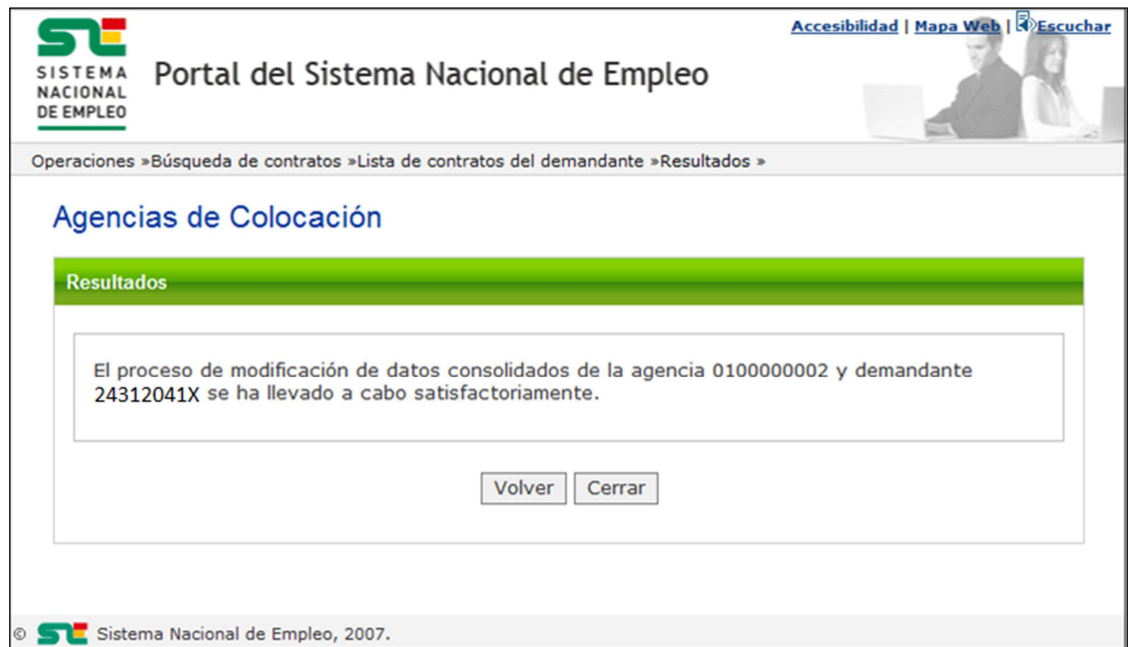 Accesibilidad | Mapa Web | Escuchar
SISTEMA
NACIONAL
DE EMPLEO
Portal del Sistema Nacional de Empleo
Operaciones »Búsqueda de contratos »Lista de contratos del demandante »Resultados »
Agencias de Colocación
Resultados
El proceso de modificación de datos consolidados de la agencia 0100000002 y demandante
24312041X se ha llevado a cabo satisfactoriamente.
Volver Cerrar
© Sistema Nacional de Empleo, 2007.